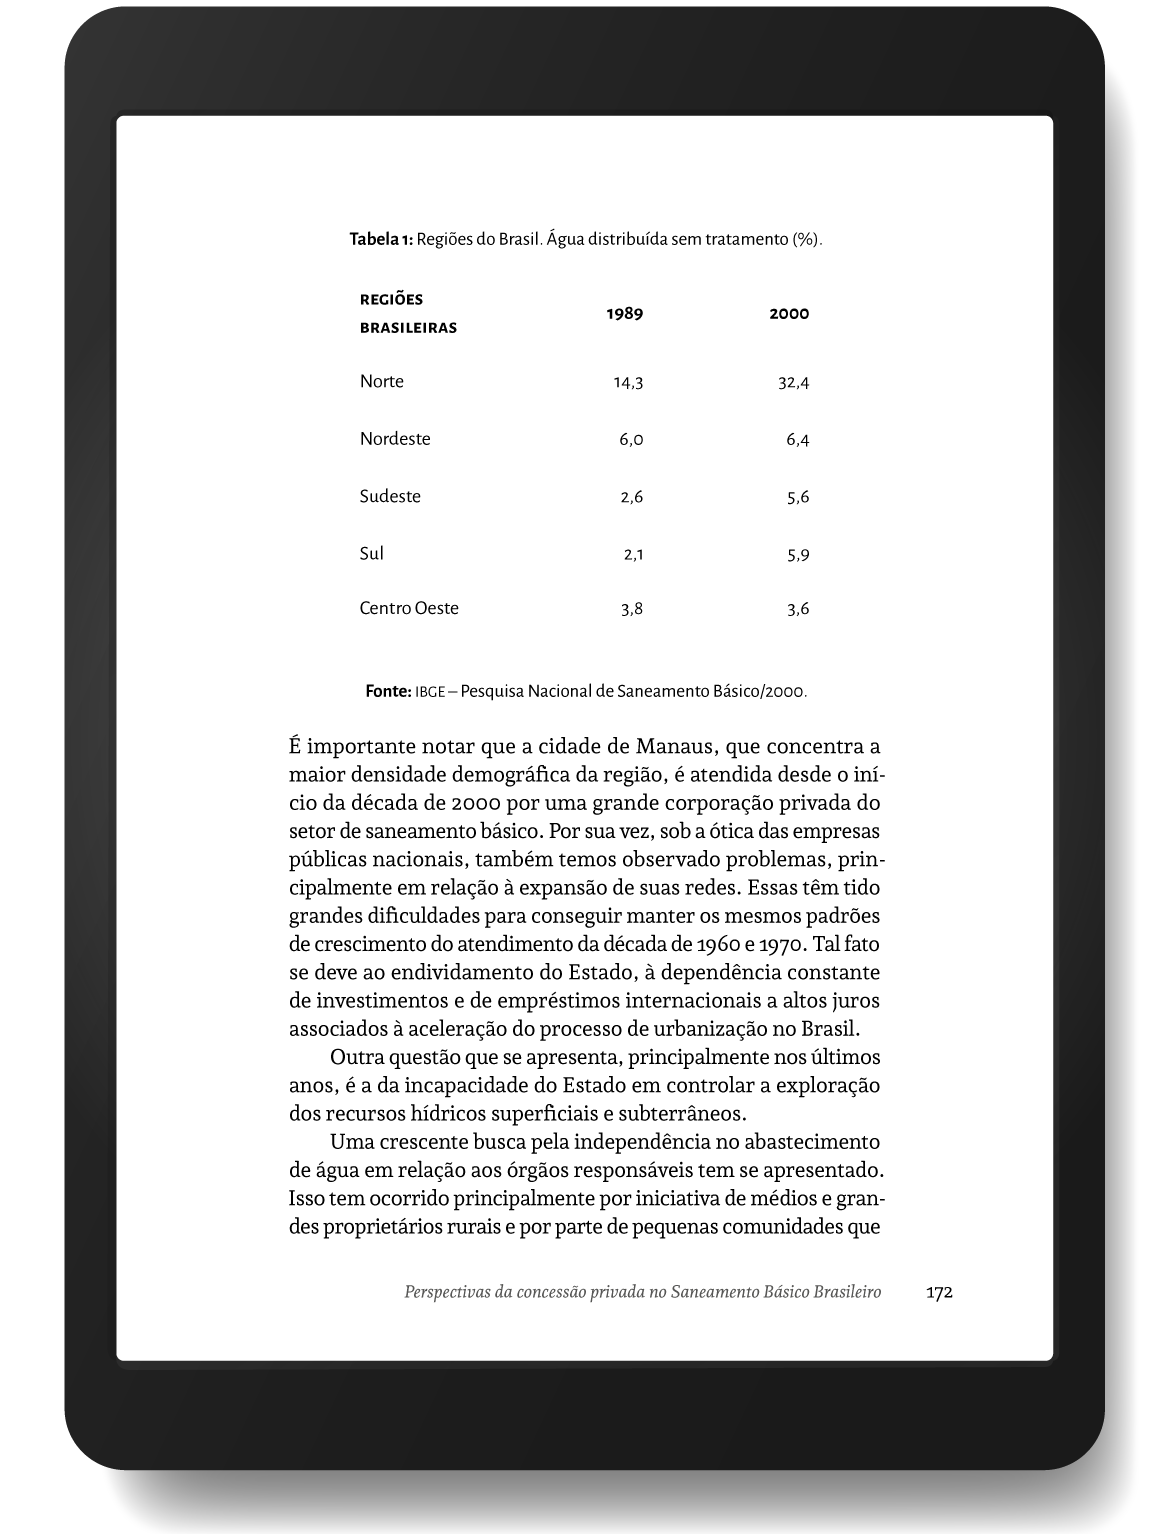 Tabela 1: Regiões do Brasil. Água distribuída sem tratamento (%).
REGIÕES
BRASILEIRAS 1989 2000
Norte 14,3 32,4
Nordeste 6,0 6,4
Sudeste 2,6 5,6
Sul 2,1 5,9
Centro Oeste 3,8 3,6
Fonte: IBGE – Pesquisa Nacional de Saneamento Básico/2000.
É importante notar que a cidade de Manaus, que concentra a
maior densidade demográfica da região, é atendida desde o iní-
cio da década de 2000 por uma grande corporação privada do
setor de saneamento básico. Por sua vez, sob a ótica das empresas
públicas nacionais, também temos observado problemas, prin-
cipalmente em relação à expansão de suas redes. Essas têm tido
grandes dificuldades para conseguir manter os mesmos padrões
de crescimento do atendimento da década de 1960 e 1970. Tal fato
se deve ao endividamento do Estado, à dependência constante
de investimentos e de empréstimos internacionais a altos juros
associados à aceleração do processo de urbanização no Brasil.
Outra questão que se apresenta, principalmente nos últimos
anos, é a da incapacidade do Estado em controlar a exploração
dos recursos hídricos superficiais e subterrâneos.
Uma crescente busca pela independência no abastecimento
de água em relação aos órgãos responsáveis tem se apresentado.
Isso tem ocorrido principalmente por iniciativa de médios e gran-
des proprietários rurais e por parte de pequenas comunidades que
Perspectivas da concessão privada no Saneamento Básico Brasileiro 172